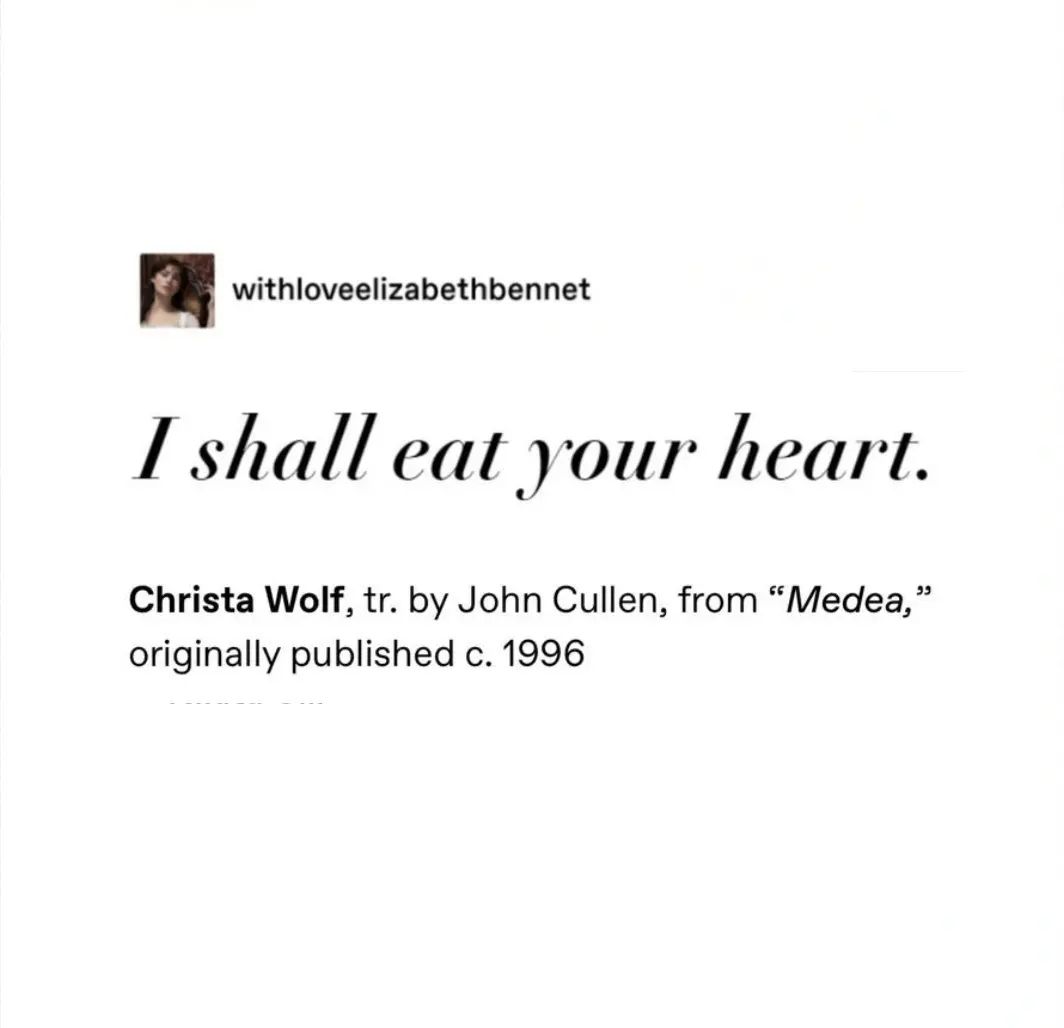 withloveelizabethbennet
I shall eat your heart.
Christa Wolf, tr. by John Cullen, from “Medea,”
originally published c. 1996